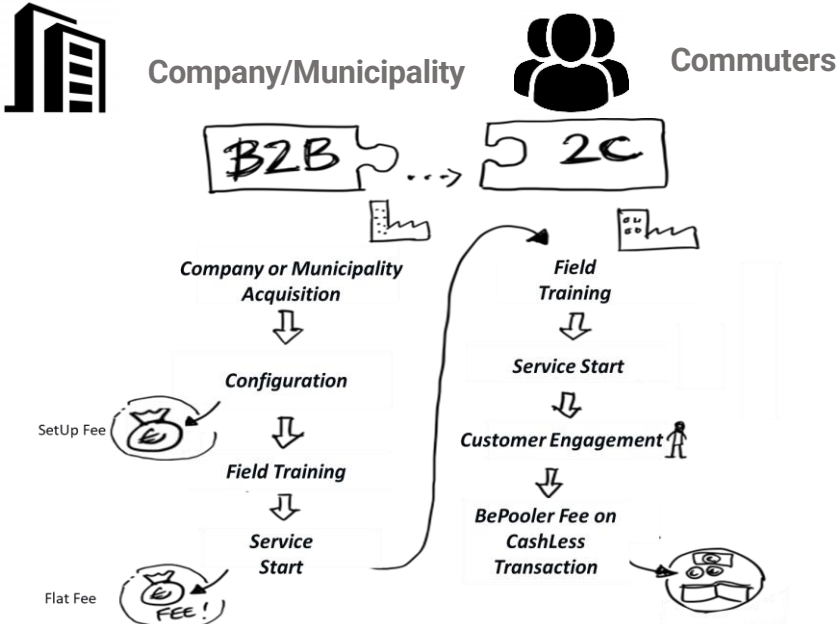 Company/Municipality
Commuters
B2B
2C
Company or Municipality
Acquisition
Configuration
SetUp Fee
€
Field Training
Service
Start
Flat Fee
€
FEE!
Field
Training
Service Start
Customer Engagement
BePooler Fee on
CashLess
Transaction